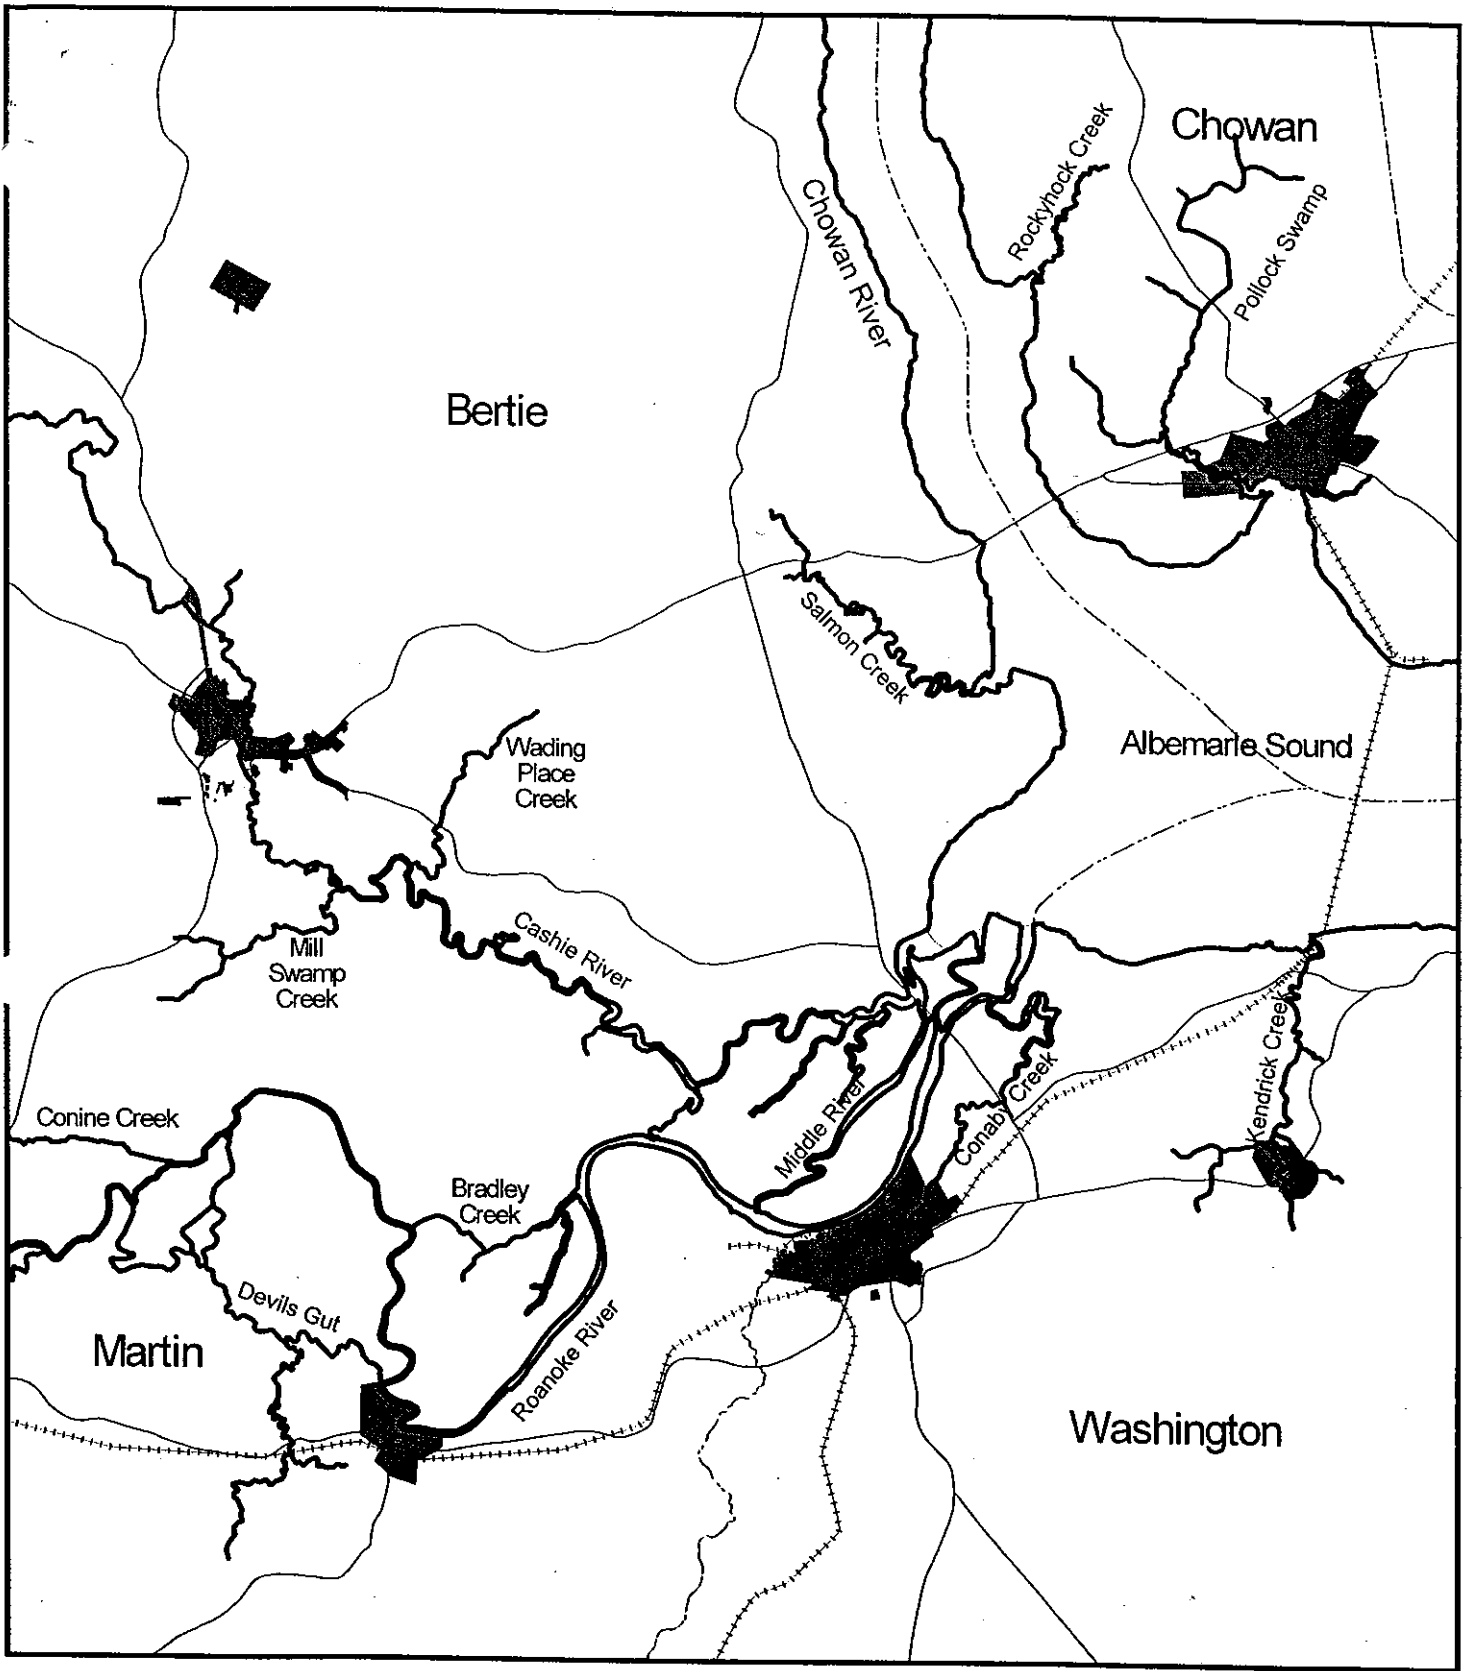 Chowan
Rockyhock Creek
Chowan River
Pollock Swamp
Bertie
Salmon Creek
Albemarle Sound
Wading
Place
Creek
Cashie River
Mill
Swamp
Creek
Kendrick Creek
Conaby Creek
Middle River
Conine Creek
Bradley
Creek
Devils Gut
Roanoke River
Martin
Washington